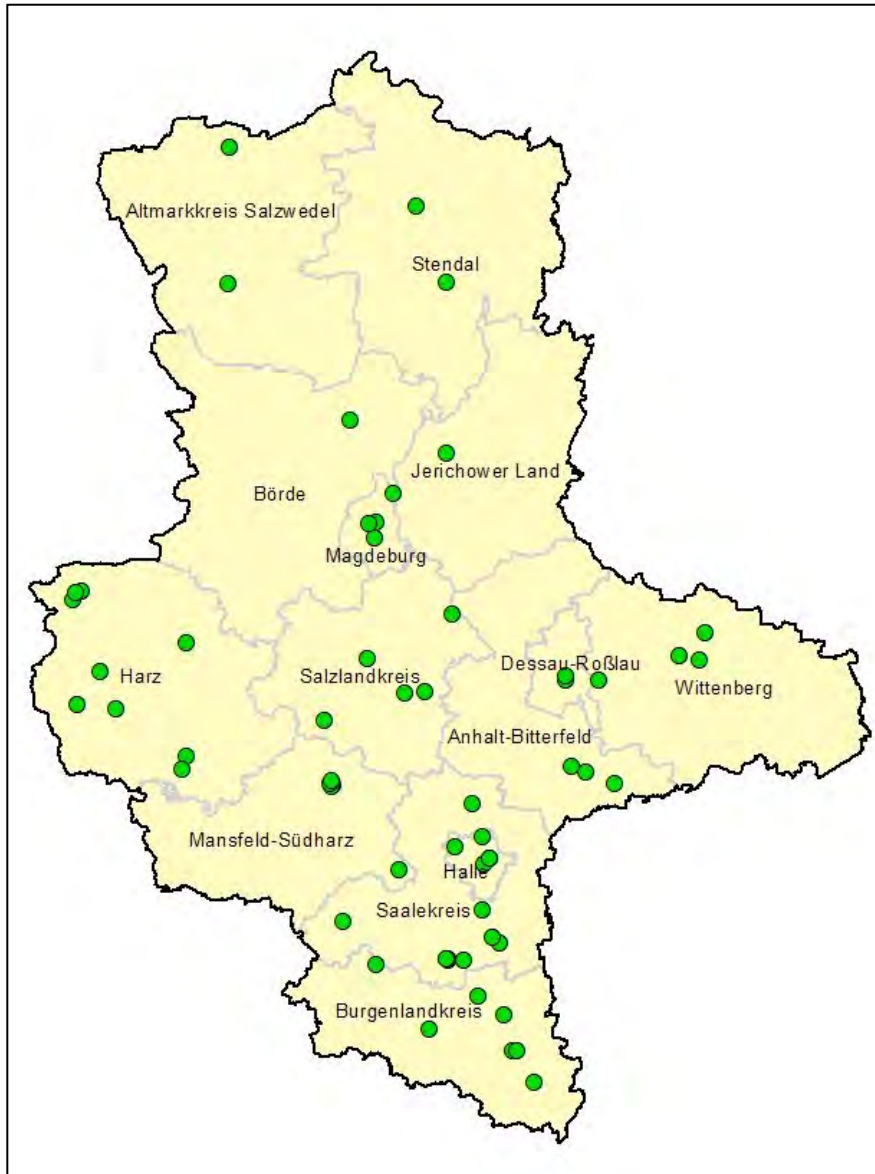 Altmarkkreis Salzwedel
Stendal
Jerichower Land
Börde
Magdeburg
Dessau-Roßlau
Harz
Salzlandkreis
Wittenberg
Anhalt-Bitterfeld
Mansfeld-Südharz
Halle
Saalekreis
Burgenlandkreis